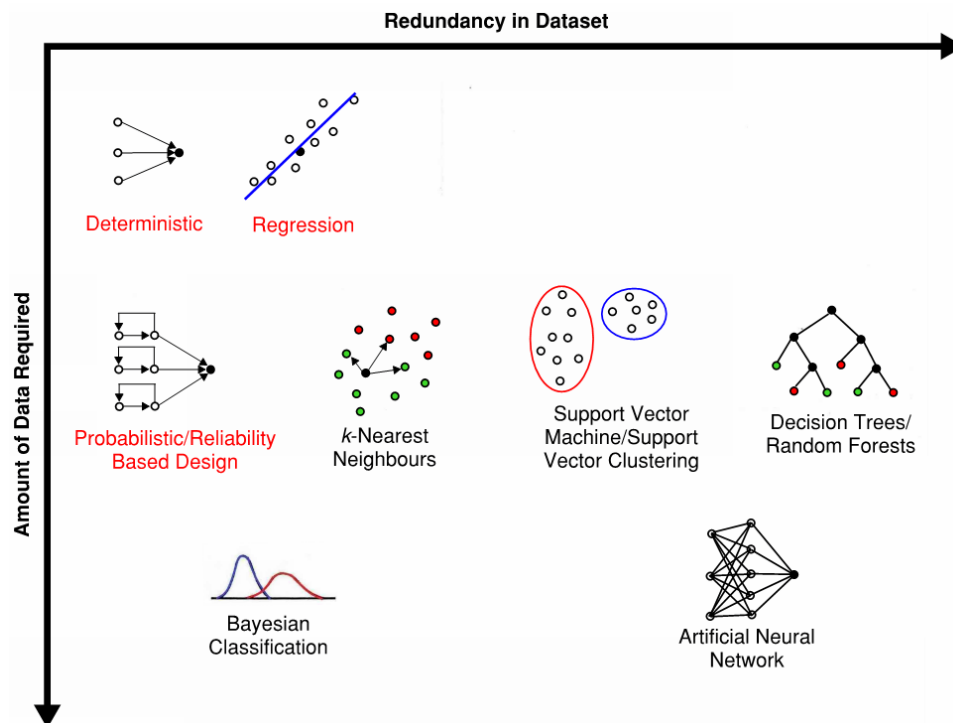 Redundancy in Dataset
Amount of Data Required
Deterministic
Regression
Probabilistic/Reliability
Based Design
k-Nearest
Neighbours
Support Vector
Machine/Support
Vector Clustering
Decision Trees/
Random Forests
Bayesian
Classification
Artificial Neural
Network